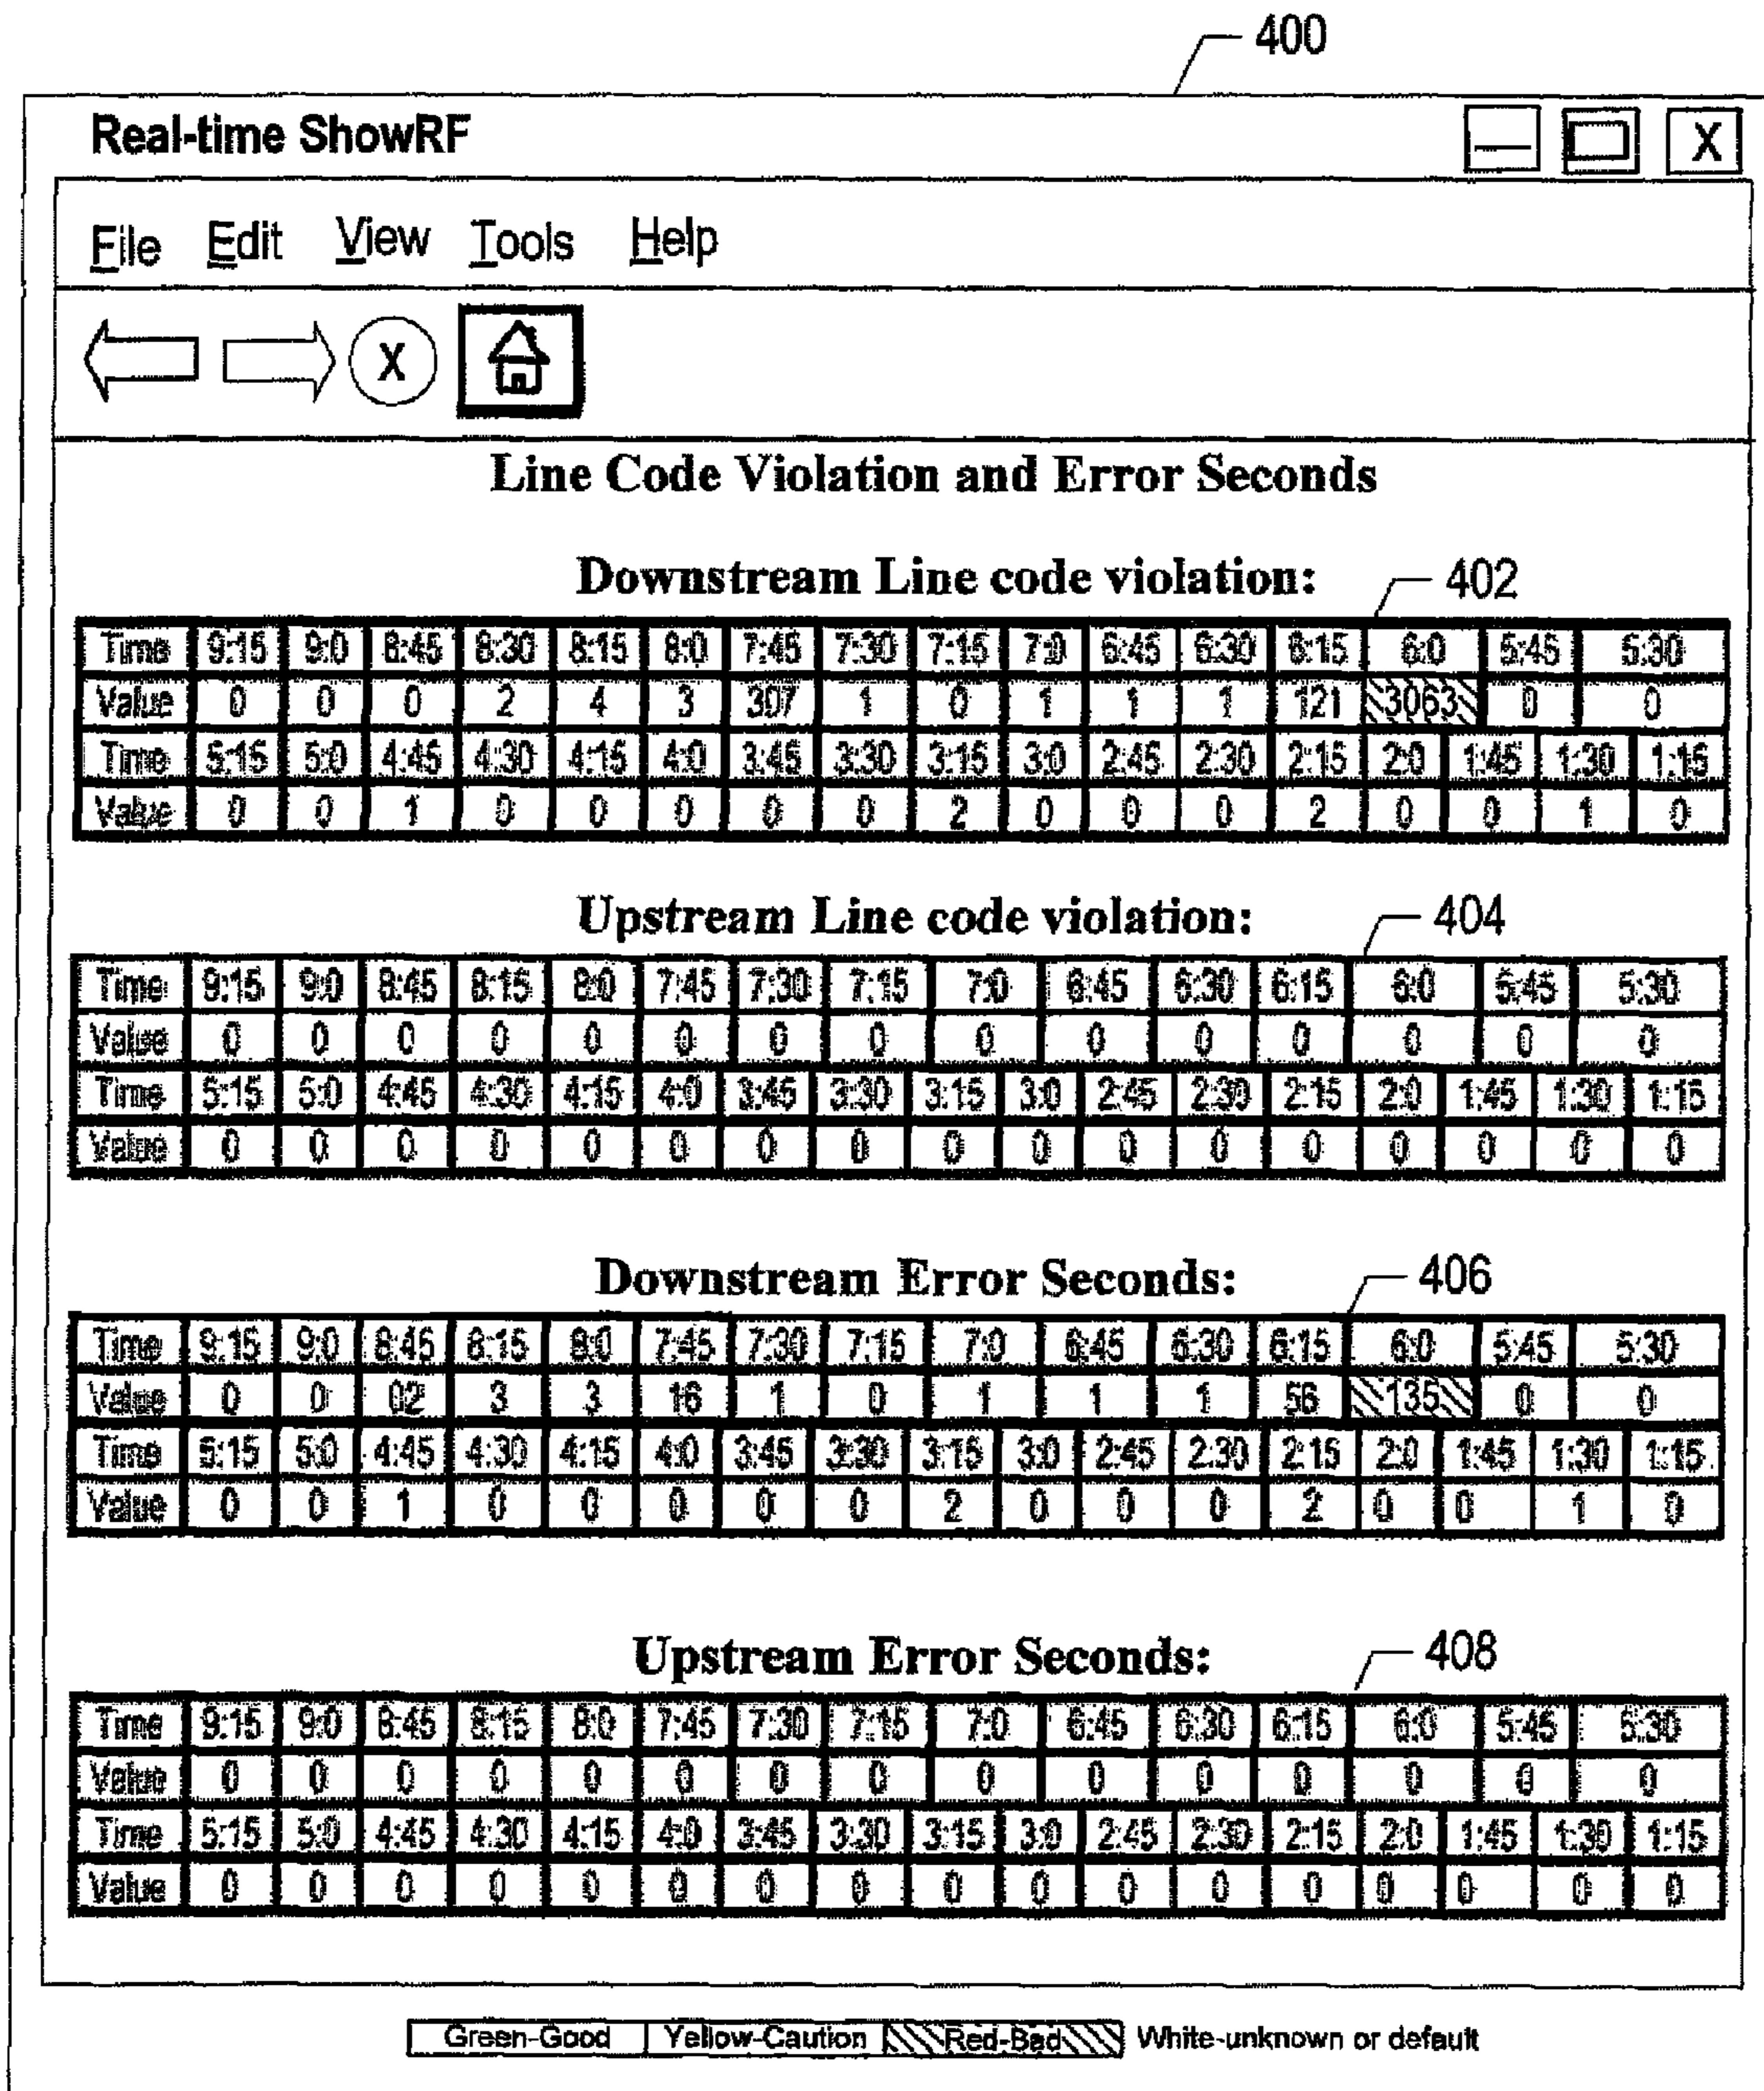 400
Real-time ShowRF X
File Edit View Tools Help
X
Line Code Violation and Error Seconds
Downstream Line code violation: 402
Time 9:15 9:0 8:45 8:30 8:15 8:0 7:45 7:30 7:15 7:0 6:45 6:30 6:15 6:0 5:45 5:30
Value 0 0 0 2 4 3 307 1 0 1 1 1 121 3063 0 0
Time 5:15 5:0 4:45 4:30 4:15 4:0 3:45 3:30 3:15 3:0 2:45 2:30 2:15 2:0 1:45 1:30 1:15
Value 0 0 1 0 0 0 0 0 2 0 0 0 2 0 0 1 0
Upstream Line code violation: 404
Time 9:15 9:0 8:45 8:15 8:0 7:45 7:30 7:15 7:0 6:45 6:30 6:15 6:0 5:45 5:30
Value 0 0 0 0 0 0 0 0 0 0 0 0 0 0 0
Time 5:15 5:0 4:45 4:30 4:15 4:0 3:45 3:30 3:15 3:0 2:45 2:30 2:15 2:0 1:45 1:30 1:15
Value 0 0 0 0 0 0 0 0 0 0 0 0 0 0 0 0 0
Downstream Error Seconds: 406
Time 9:15 9:0 8:45 8:15 8:0 7:45 7:30 7:15 7:0 6:45 6:30 6:15 6:0 5:45 5:30
Value 0 0 02 3 3 16 1 0 1 1 1 56 135 0 0
Time 5:15 5:0 4:45 4:30 4:15 4:0 3:45 3:30 3:15 3:0 2:45 2:30 2:15 2:0 1:45 1:30 1:15
Value 0 0 1 0 0 0 0 0 2 0 0 0 2 0 0 1 0
Upstream Error Seconds: 408
Time 9:15 9:0 8:45 8:15 8:0 7:45 7:30 7:15 7:0 6:45 6:30 6:15 6:0 5:45 5:30
Value 0 0 0 0 0 0 0 0 0 0 0 0 0 0 0
Time 5:15 5:0 4:45 4:30 4:15 4:0 3:45 3:30 3:15 3:0 2:45 2:30 2:15 2:0 1:45 1:30 1:15
Value 0 0 0 0 0 0 0 0 0 0 0 0 0 0 0 0 0
Green-Good Yellow-Caution Red-Bad White-unknown or default